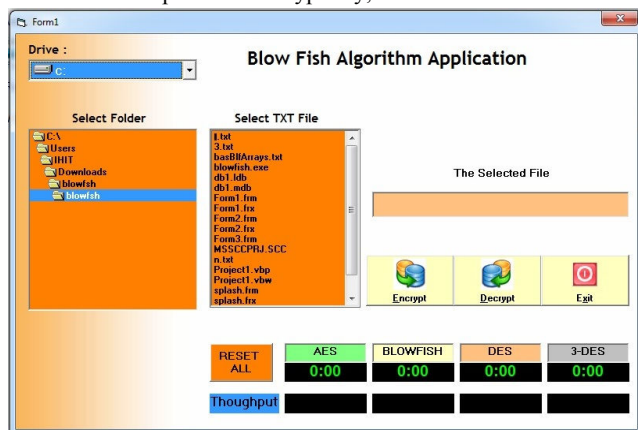 Form1
Drive :
c:
Blow Fish Algorithm Application
Select Folder
Select TXT File
C:\
Users
IHIT
Downloads
blowfsh
blowfsh
3.txt
basBlfArrays.txt
blowfish.exe
db1.ldb
db1.mdb
Form1.frm
Form1.frx
Form2.frm
Form2.frx
Form3.frm
MSSCCPRJ.SCC
n.txt
Project1.vbp
Project1.vbw
splash.frm
splash.frx
The Selected File
Encrypt
Decrypt
Exit
RESET
ALL
AES
BLOWFISH
DES
3-DES
0:00
0:00
0:00
0:00
Thoughput